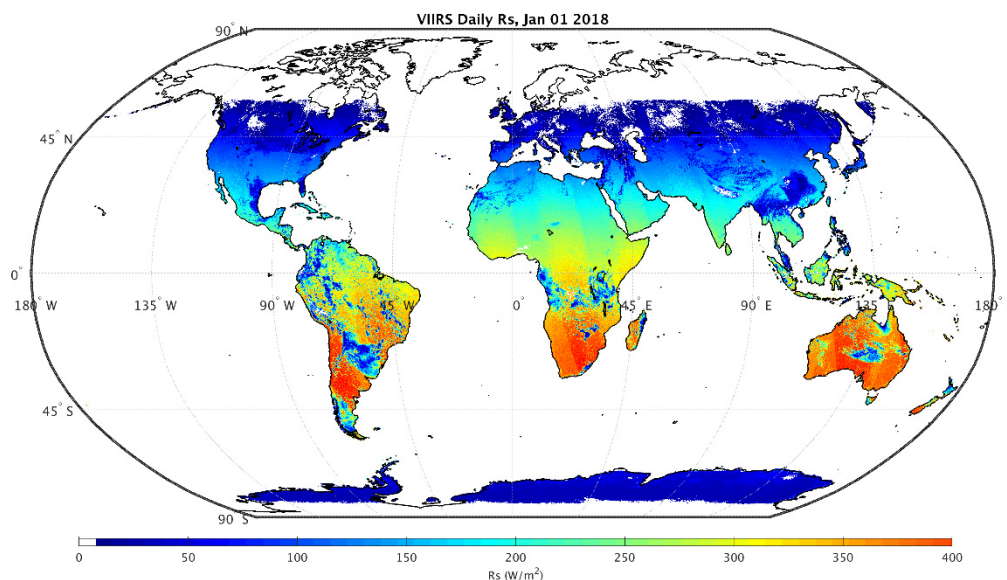 VIIRS Daily Rs, Jan 01 2018
90° N
45° N
0°
180° W
135° W
90° W
45° W
0°
45° E
90° E
135° E
180°
45° S
90° S
0
50
100
150
200
250
300
350
400
Rs (W/m²)